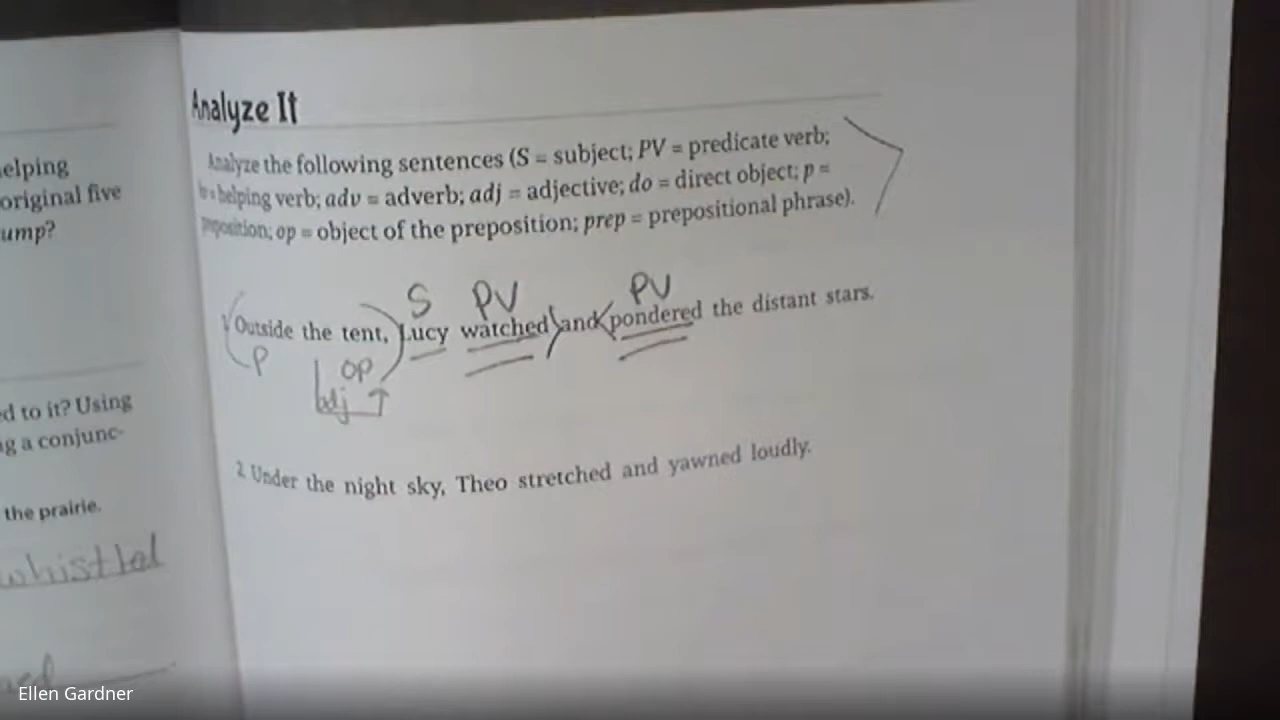 elping
original five
ump?
d to it? Using
g a conjunc-
the prairie.
whistled
Analyze It
Analyze the following sentences (S = subject; PV = predicate verb;
helping verb; adv = adverb; adj = adjective; do = direct object; p =
preposition; op = object of the preposition; prep = prepositional phrase).
S PV PV
1 Outside the tent, Lucy watched and pondered the distant stars.
P op
adj
2 Under the night sky, Theo stretched and yawned loudly.
Ellen Gardner